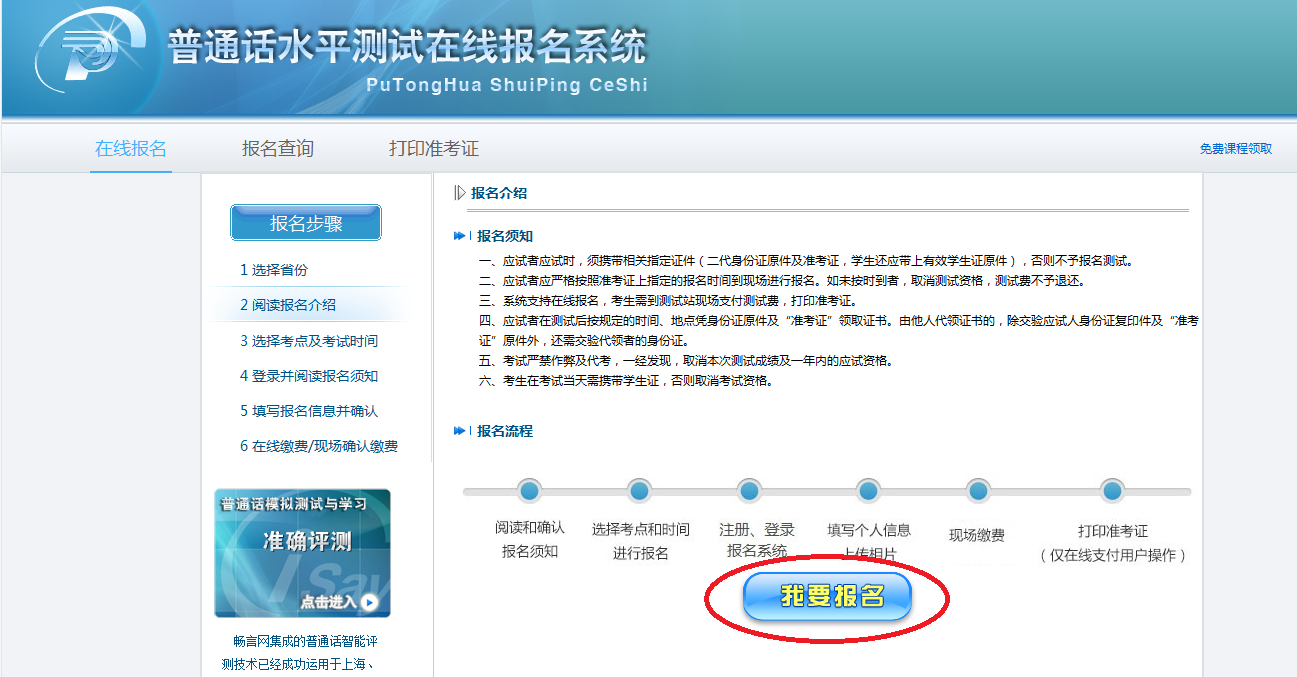 普通话水平测试在线报名系统
PuTongHua ShuiPing CeShi
在线报名
报名查询
打印准考证
免费课程领取
报名步骤
1 选择省份
2 阅读报名介绍
3 选择考点及考试时间
4 登录并阅读报名须知
5 填写报名信息并确认
6 在线缴费/现场确认缴费
普通话模拟测试与学习
准确评测
iSay
点击进入
畅言网集成的普通话智能评
测技术已经成功运用于上海、
报名介绍
报名须知
一、应试者应试时，须携带相关指定证件（二代身份证原件及准考证，学生还应带上有效学生证原件），否则不予报名测试。
二、应试者应严格按照准考证上指定的报名时间到现场进行报名。如未按时到者，取消测试资格，测试费不予退还。
三、系统支持在线报名，考生需到测试站现场支付测试费，打印准考证。
四、应试者在测试后按规定的时间、地点凭身份证原件及“准考证”领取证书。由他人代领证书的，除交验应试人身份证复印件及“准考
证”原件外，还需交验代领者的身份证。
五、考试严禁作弊及代考，一经发现，取消本次测试成绩及一年内的应试资格。
六、考生在考试当天需携带学生证，否则取消考试资格。
报名流程
阅读和确认
报名须知
选择考点和时间
进行报名
注册、登录
报名系统
填写个人信息
上传相片
现场缴费
打印准考证
（仅在线支付用户操作）
我要报名